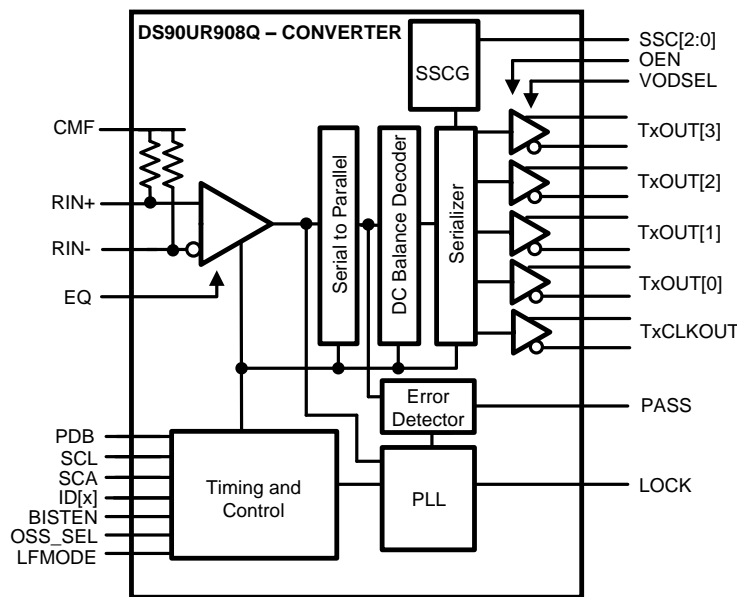 DS90UR908Q – CONVERTER
SSCG
SSC[2:0]
OEN
VODSEL
CMF
RIN+
RIN-
EQ
Serial to Parallel
DC Balance Decoder
Serializer
TxOUT[3]
TxOUT[2]
TxOUT[1]
TxOUT[0]
TxCLKOUT
Error
Detector
PASS
PDB
SCL
SCA
ID[x]
BISTEN
OSS_SEL
LFMODE
Timing and
Control
PLL
LOCK